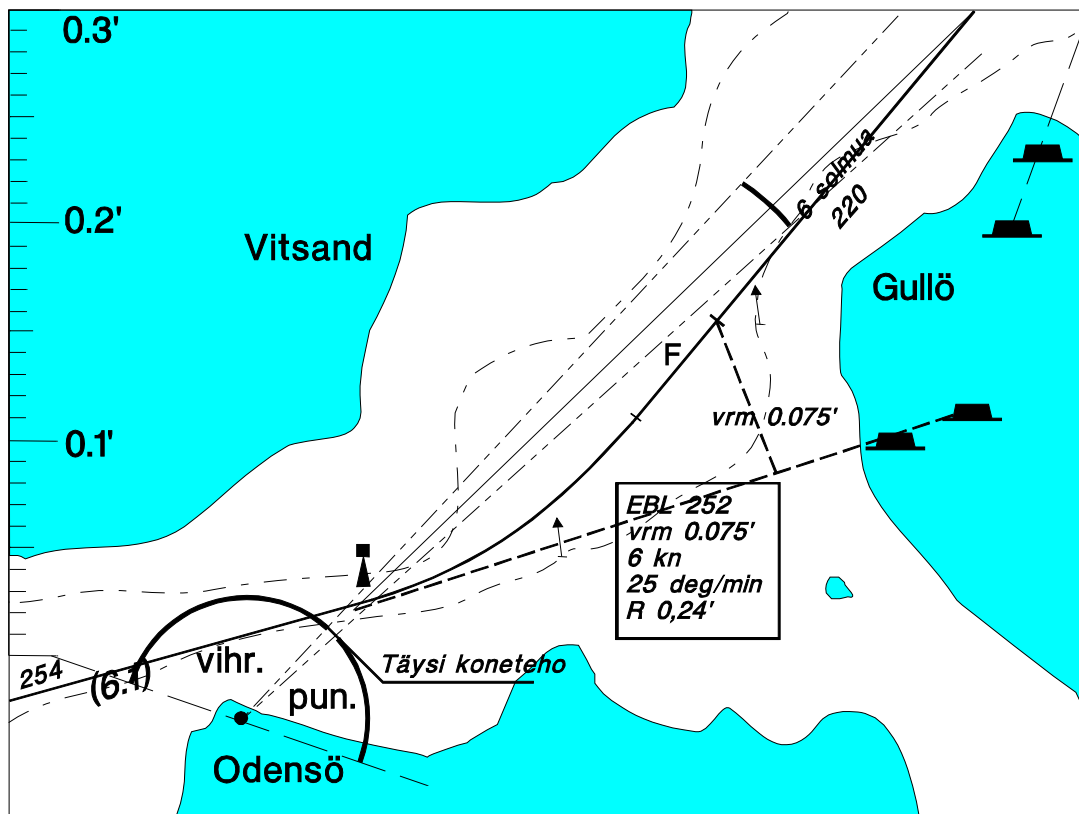 0.3'
6 solmua
220
0.2'
Vitsand
Gullö
F
vrm 0.075'
0.1'
EBL 252
vrm 0.075'
6 kn
25 deg/min
R 0,24'
254
(6.1)
vihr.
Täysi koneteho
pun.
Odensö